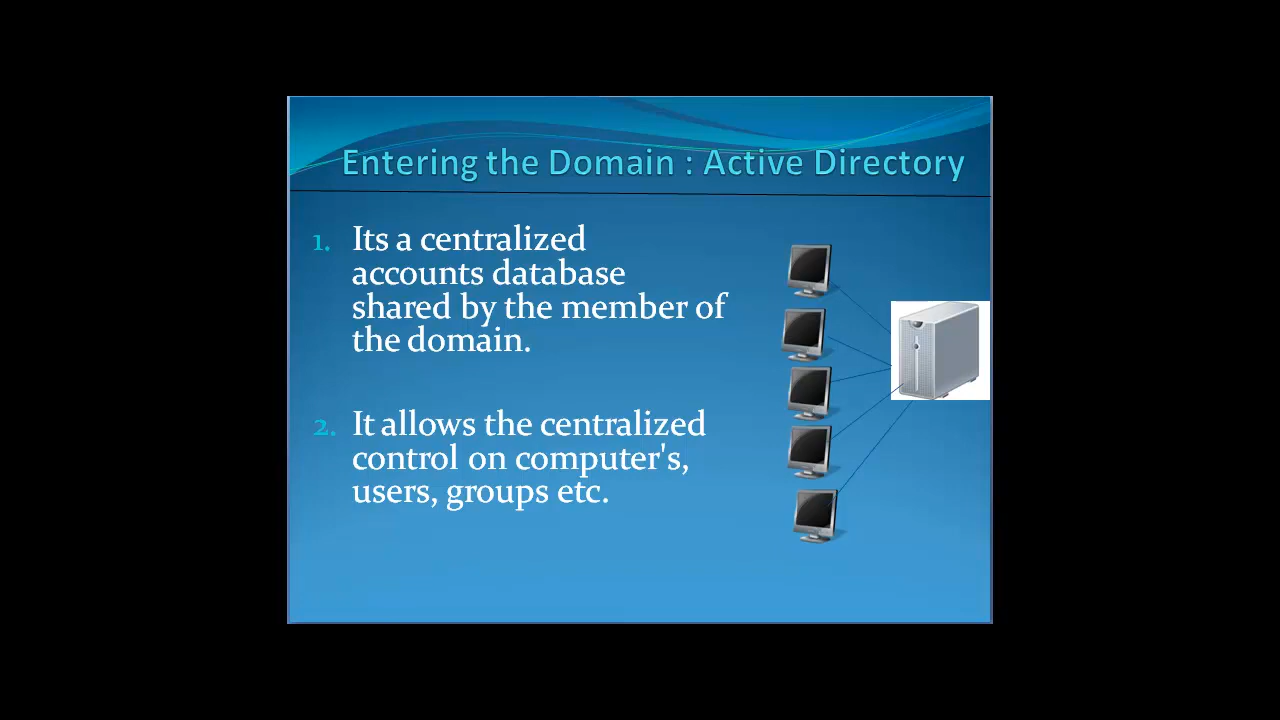 Entering the Domain : Active Directory
1. Its a centralized
accounts database
shared by the member of
the domain.
2. It allows the centralized
control on computer's,
users, groups etc.